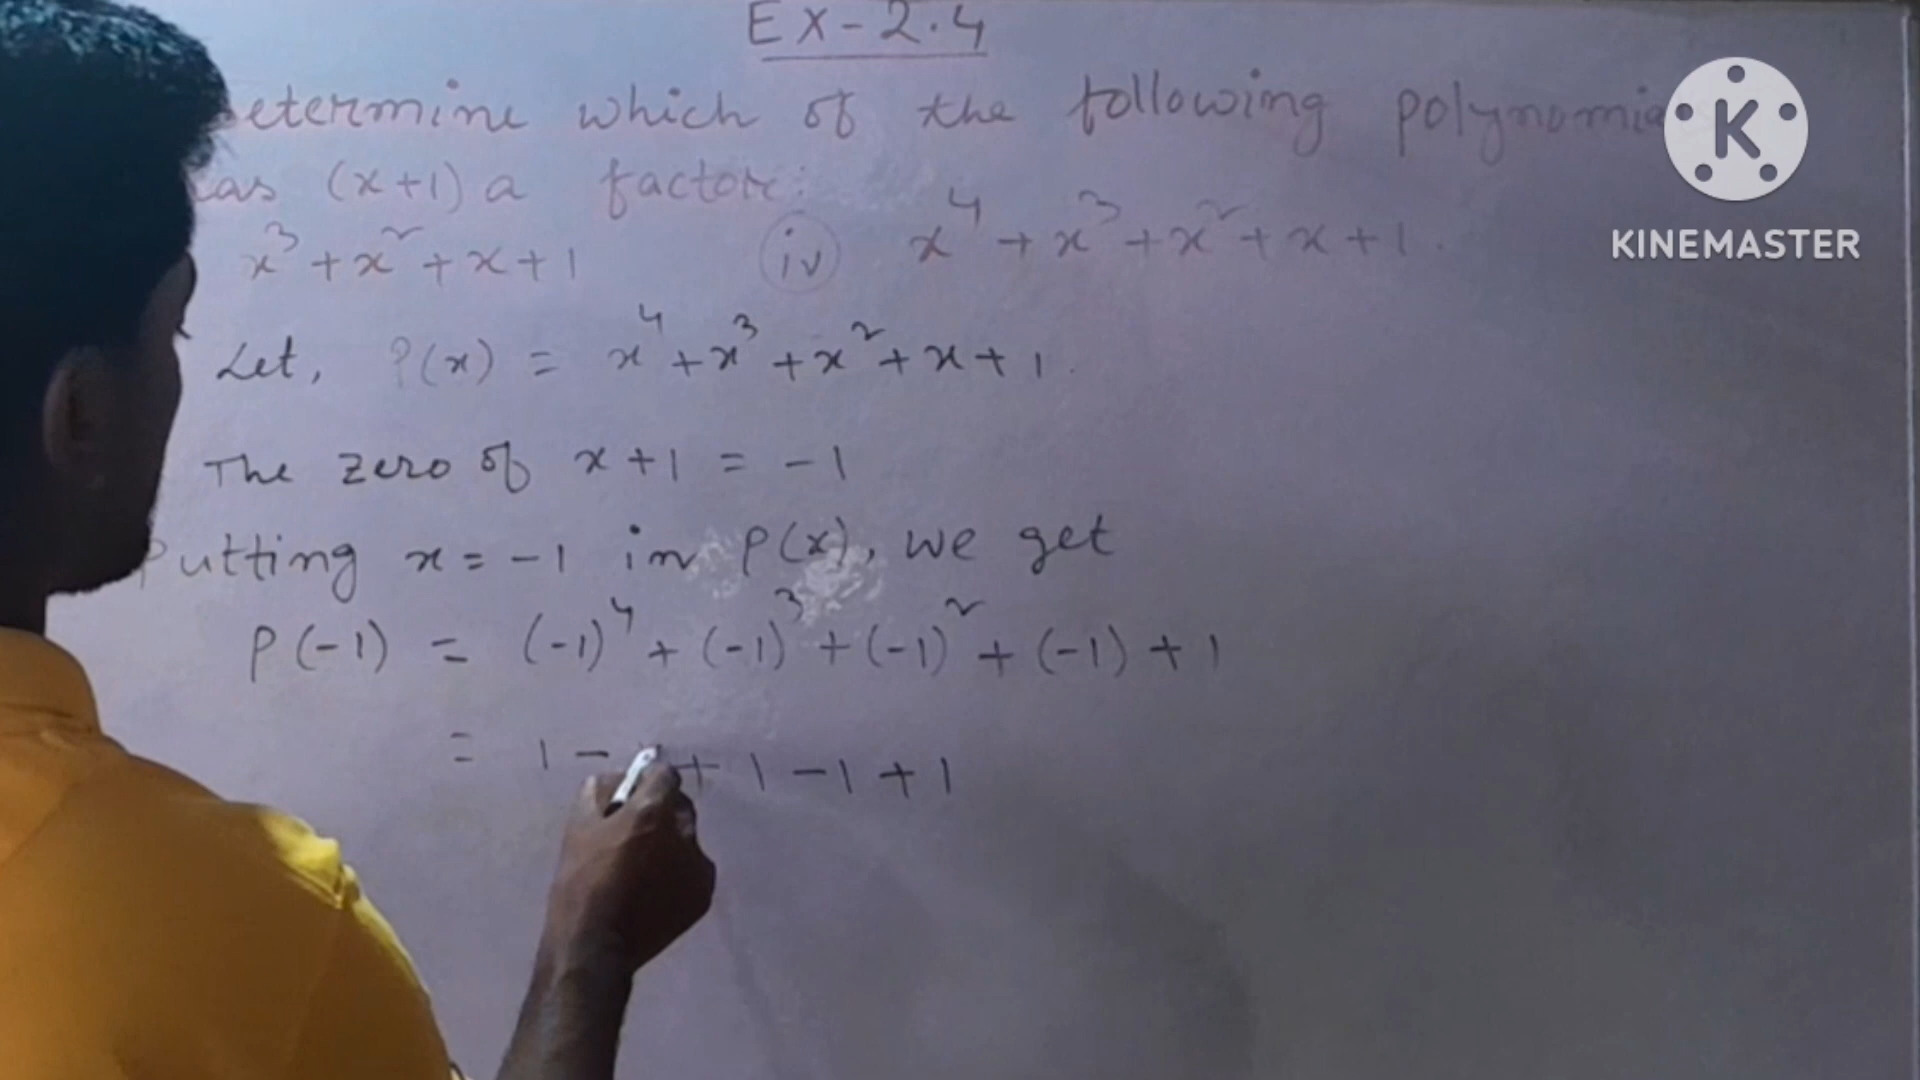 Ex-2.4
etermine which of the following polynomia
as (x+1) a factor:
x³+x²+x+1 (iv) x⁴+x³+x²+x+1.
Let, P(x) = x⁴+x³+x²+x+1.
The zero of x+1 = -1
Putting x=-1 in P(x), we get
P(-1) = (-1)⁴+(-1)³+(-1)²+(-1)+1
= 1- +1-1+1
K
KINEMASTER